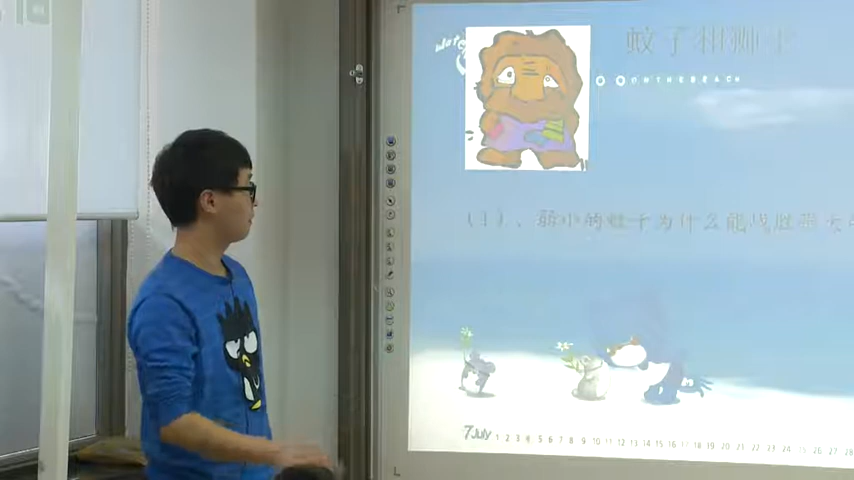 蚊子和狮子
ONTHEBEACH
(1)、弱小的蚊子为什么能战胜强大
7July 1 2 3 4 5 6 7 8 9 10 11 12 13 14 15 16 17 18 19 20 21 22 23 24 25 26 27 28